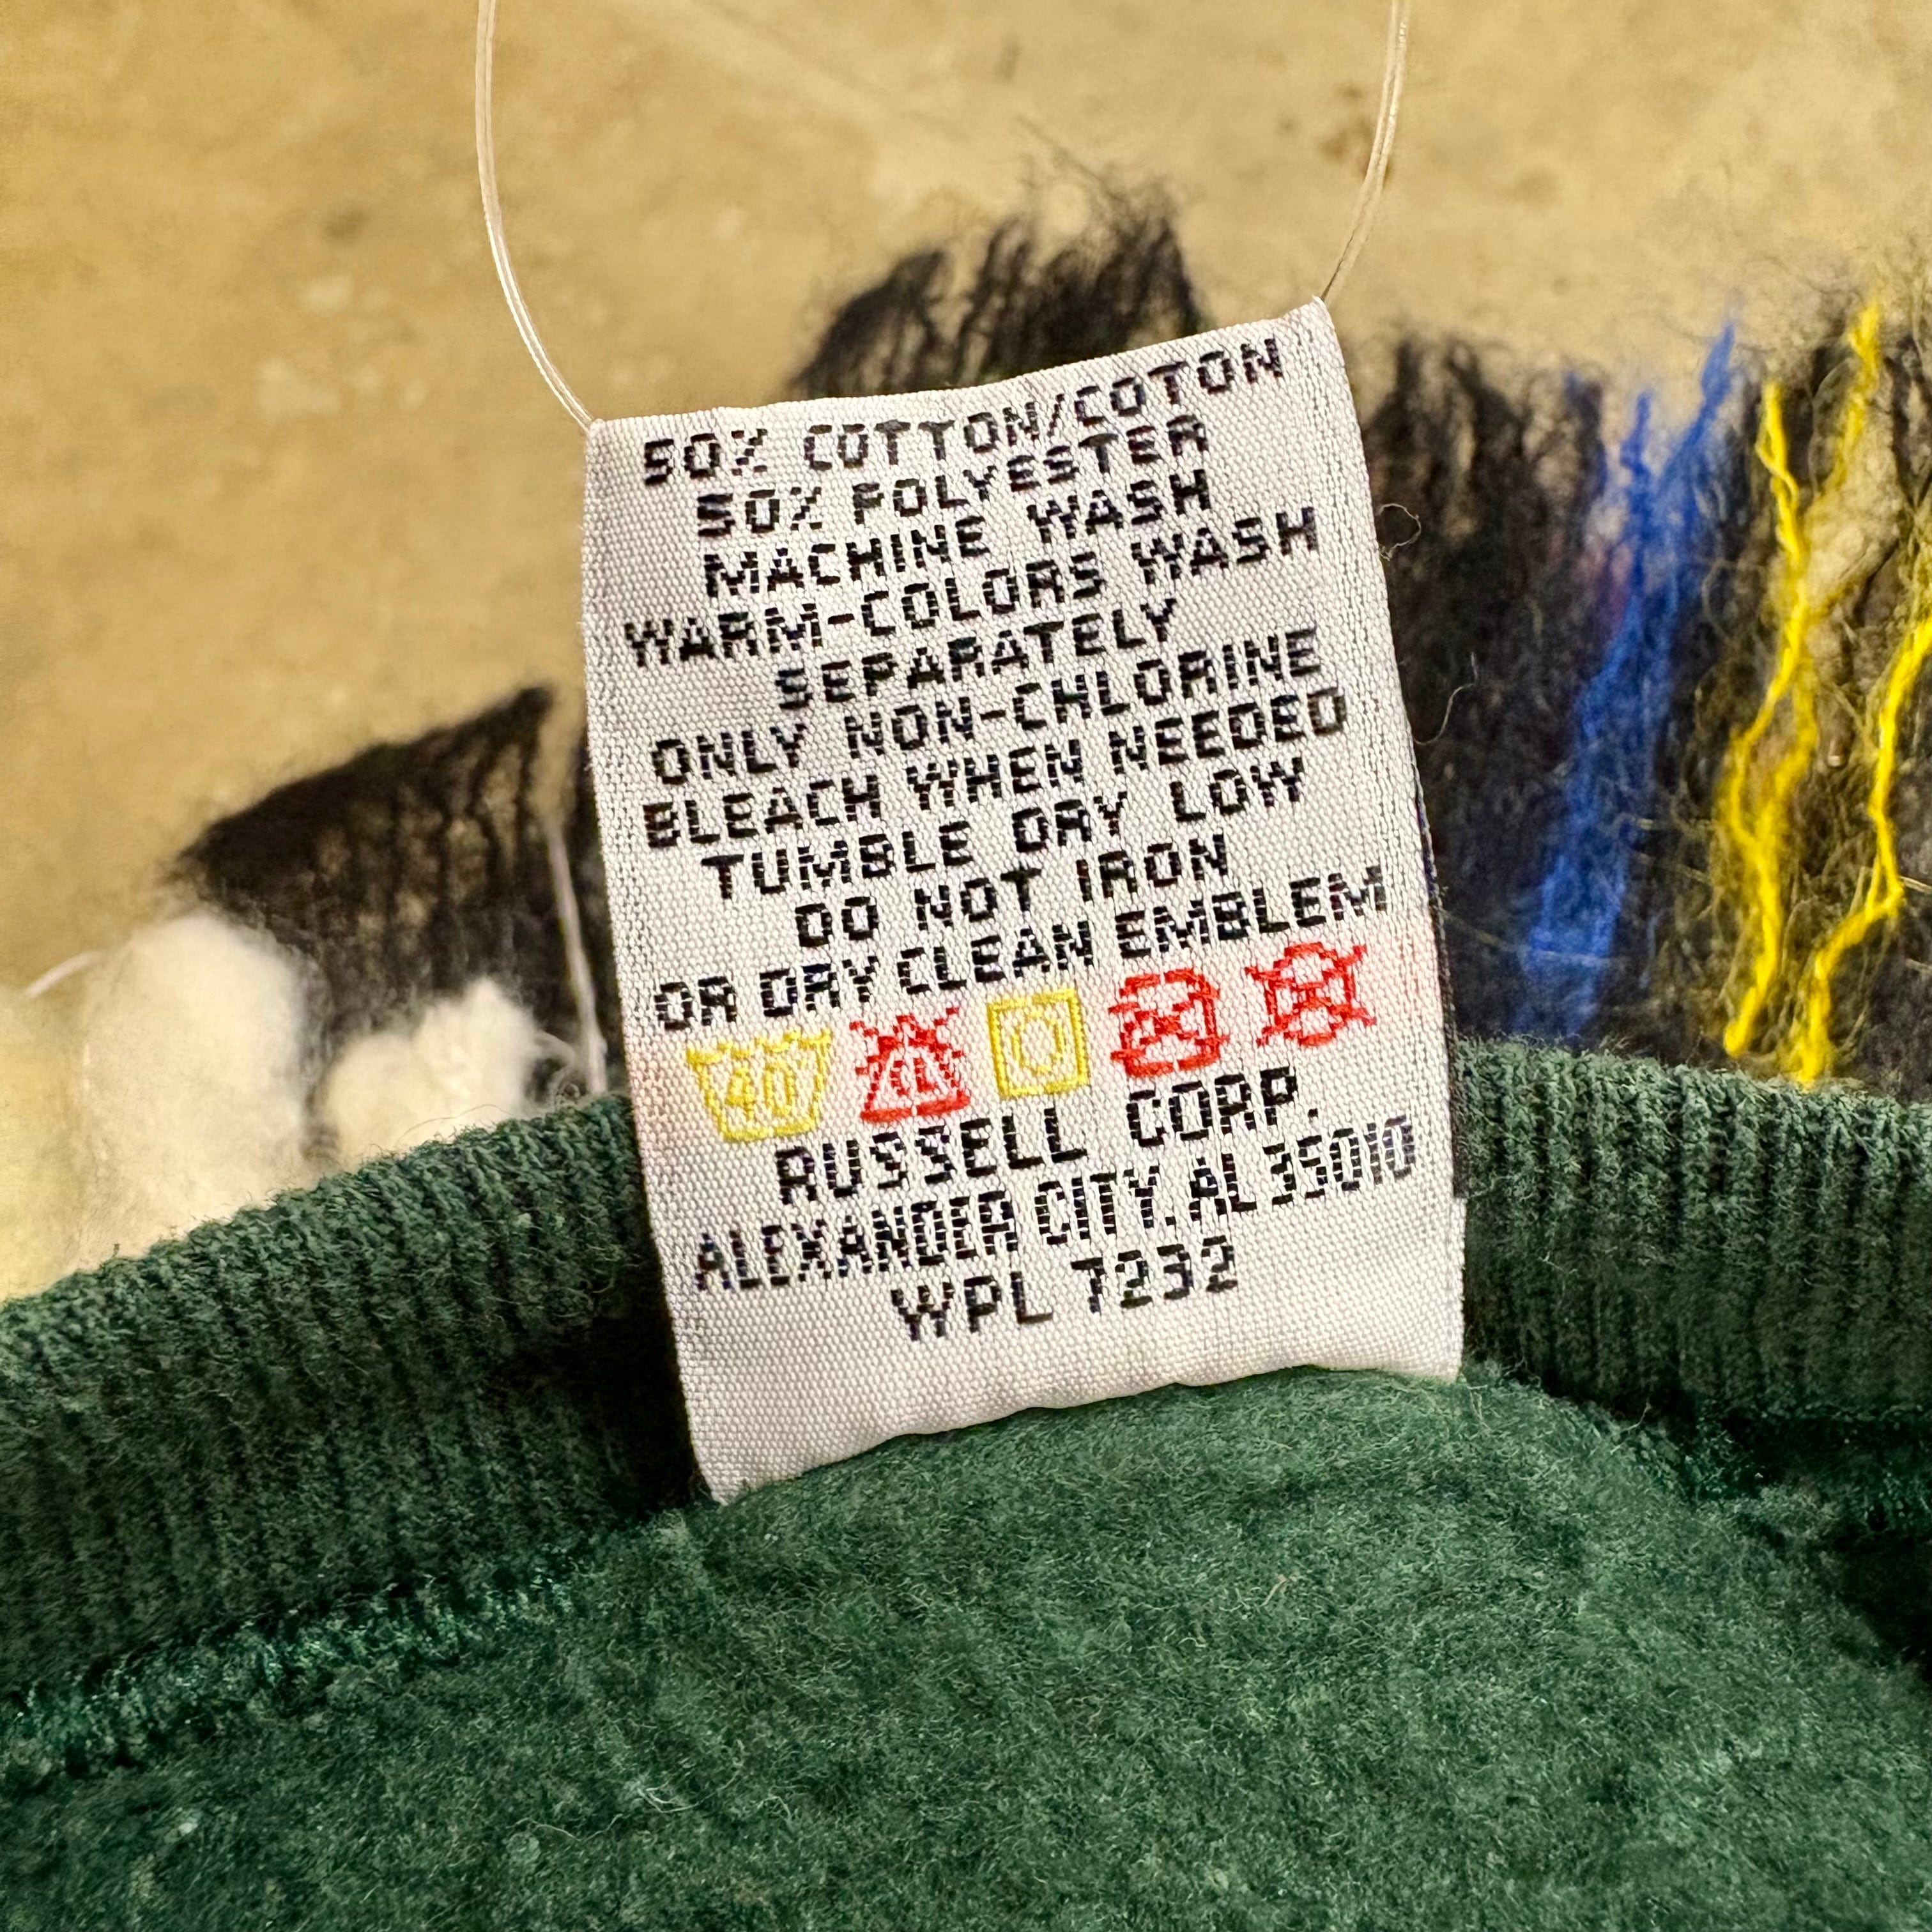 50% COTTON/COTON
50% POLYESTER
MACHINE WASH
WARM-COLORS WASH
SEPARATELY
ONLY NON-CHLORINE
BLEACH WHEN NEEDED
TUMBLE DRY LOW
DO NOT IRON
OR DRY CLEAN EMBLEM
40 CL
RUSSELL CORP.
ALEXANDER CITY, AL 35010
WPL 7232